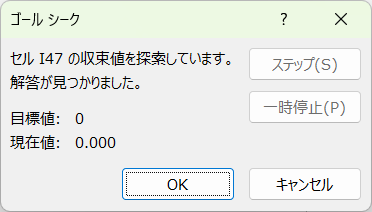 ゴール シーク
?
×
セル I47 の収束値を探索しています。
解答が見つかりました。
ステップ(S)
一時停止(P)
目標値: 0
現在値: 0.000
OK
キャンセル